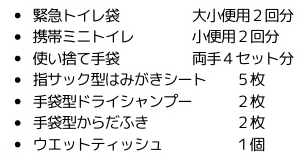 • 緊急トイレ袋　大小便用２回分
• 携帯ミニトイレ　小便用２回分
• 使い捨て手袋　両手４セット分
• 指サック型はみがきシート　５枚
• 手袋型ドライシャンプー　２枚
• 手袋型からだふき　２枚
• ウエットティッシュ　１個